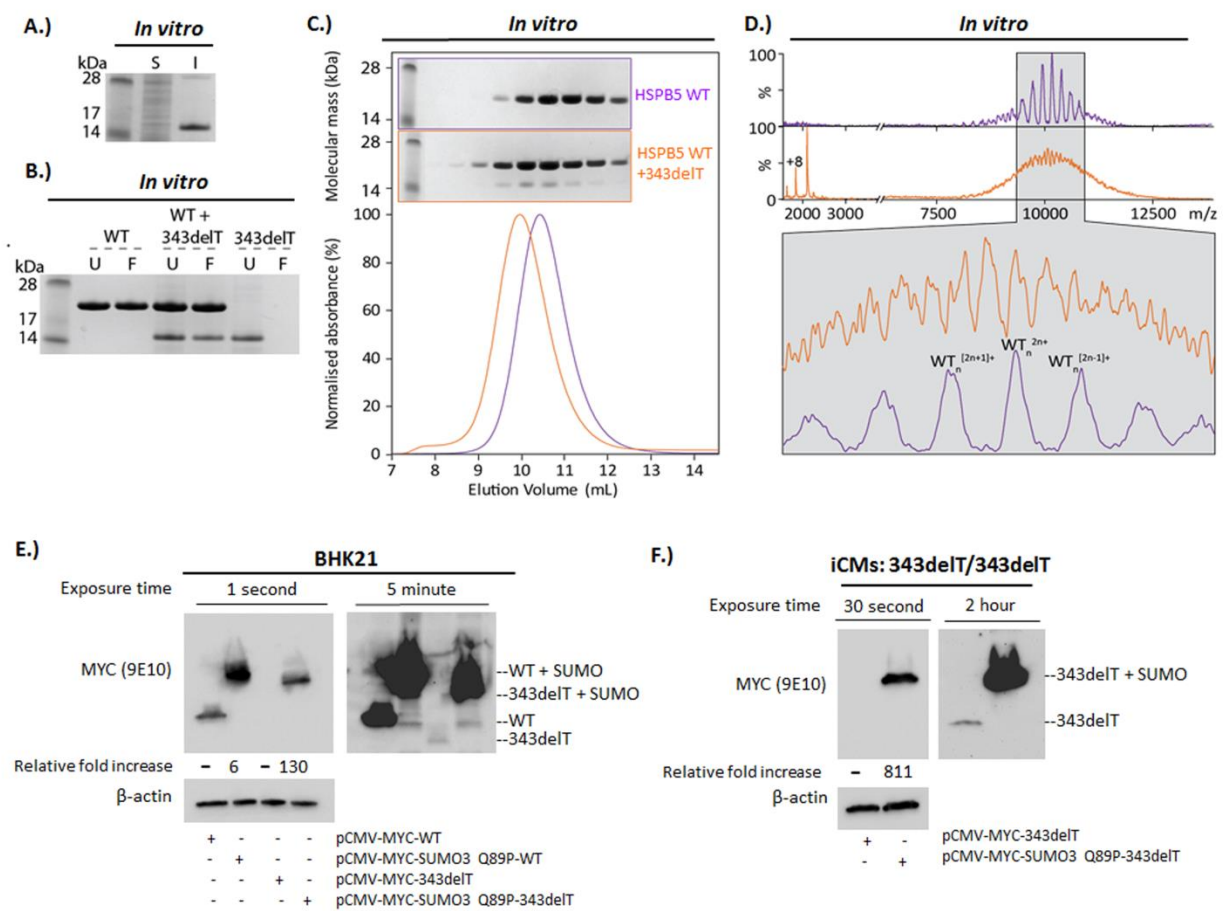 A.)
In vitro
kDa S I
28
17
14
B.)
In vitro
WT +
WT 343delT 343delT
U F U F U F
kDa
28
17
14
C.)
In vitro
Molecular mass (kDa)
28
14
HSPB5 WT
28
14
HSPB5 WT
+343delT
Normalised absorbance (%)
100
80
60
40
20
0
7 8 9 10 11 12 13 14
Elution Volume (mL)
D.)
In vitro
100
%
100
%
0
+8
2000 3000 7500 10000 12500 m/z
WTn[2n+1]+ WTn2n+ WTn[2n-1]+
E.)
BHK21
Exposure time 1 second 5 minute
MYC (9E10)
--WT + SUMO
--343delT + SUMO
--WT
--343delT
Relative fold increase – 6 – 130
β-actin
+ - - - pCMV-MYC-WT
- + - - pCMV-MYC-SUMO3 Q89P-WT
- - + - pCMV-MYC-343delT
- - - + pCMV-MYC-SUMO3 Q89P-343delT
F.)
iCMs: 343delT/343delT
Exposure time 30 second 2 hour
MYC (9E10)
--343delT + SUMO
--343delT
Relative fold increase – 811
β-actin
+ - pCMV-MYC-343delT
- + pCMV-MYC-SUMO3 Q89P-343delT